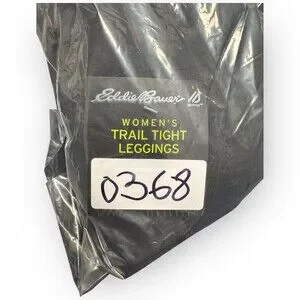 Eddie Bauer
WOMEN'S
TRAIL TIGHT
LEGGINGS
0368